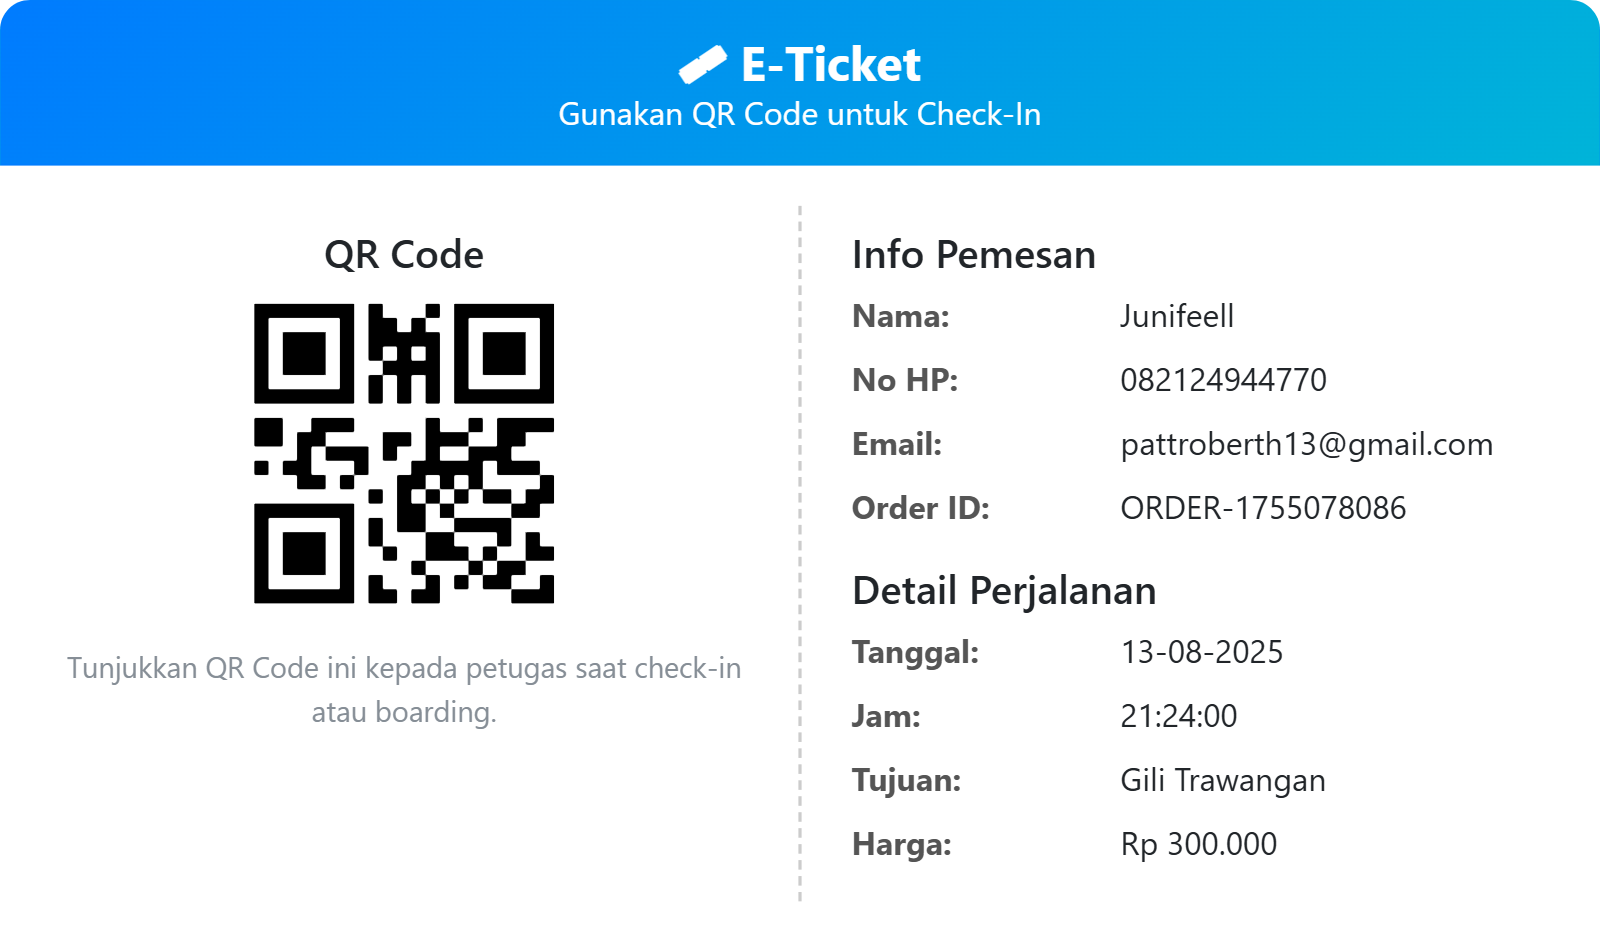 E-Ticket
Gunakan QR Code untuk Check-In
QR Code
Tunjukkan QR Code ini kepada petugas saat check-in
atau boarding.
Info Pemesan
Nama: Junifeell
No HP: 082124944770
Email: pattroberth13@gmail.com
Order ID: ORDER-1755078086
Detail Perjalanan
Tanggal: 13-08-2025
Jam: 21:24:00
Tujuan: Gili Trawangan
Harga: Rp 300.000